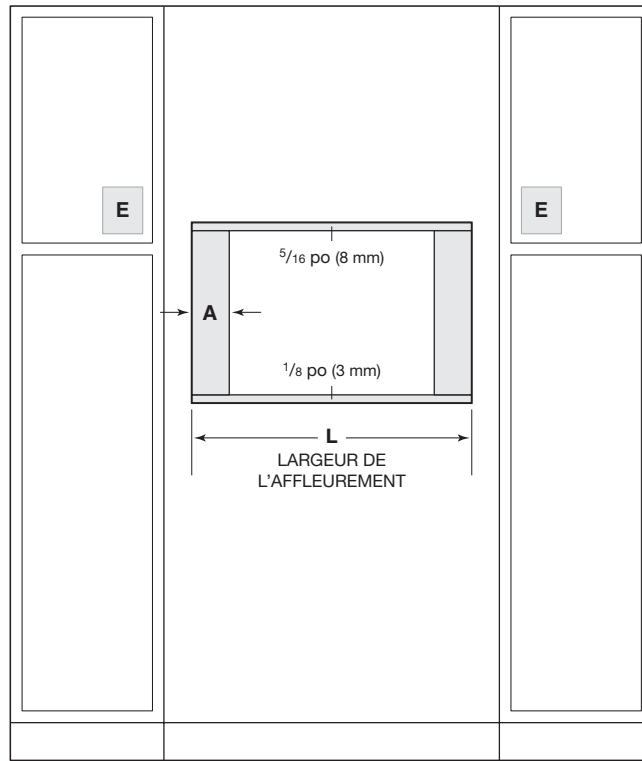 E
E
5/16 po (8 mm)
A
1/8 po (3 mm)
L
LARGEUR DE
L’AFFLEUREMENT